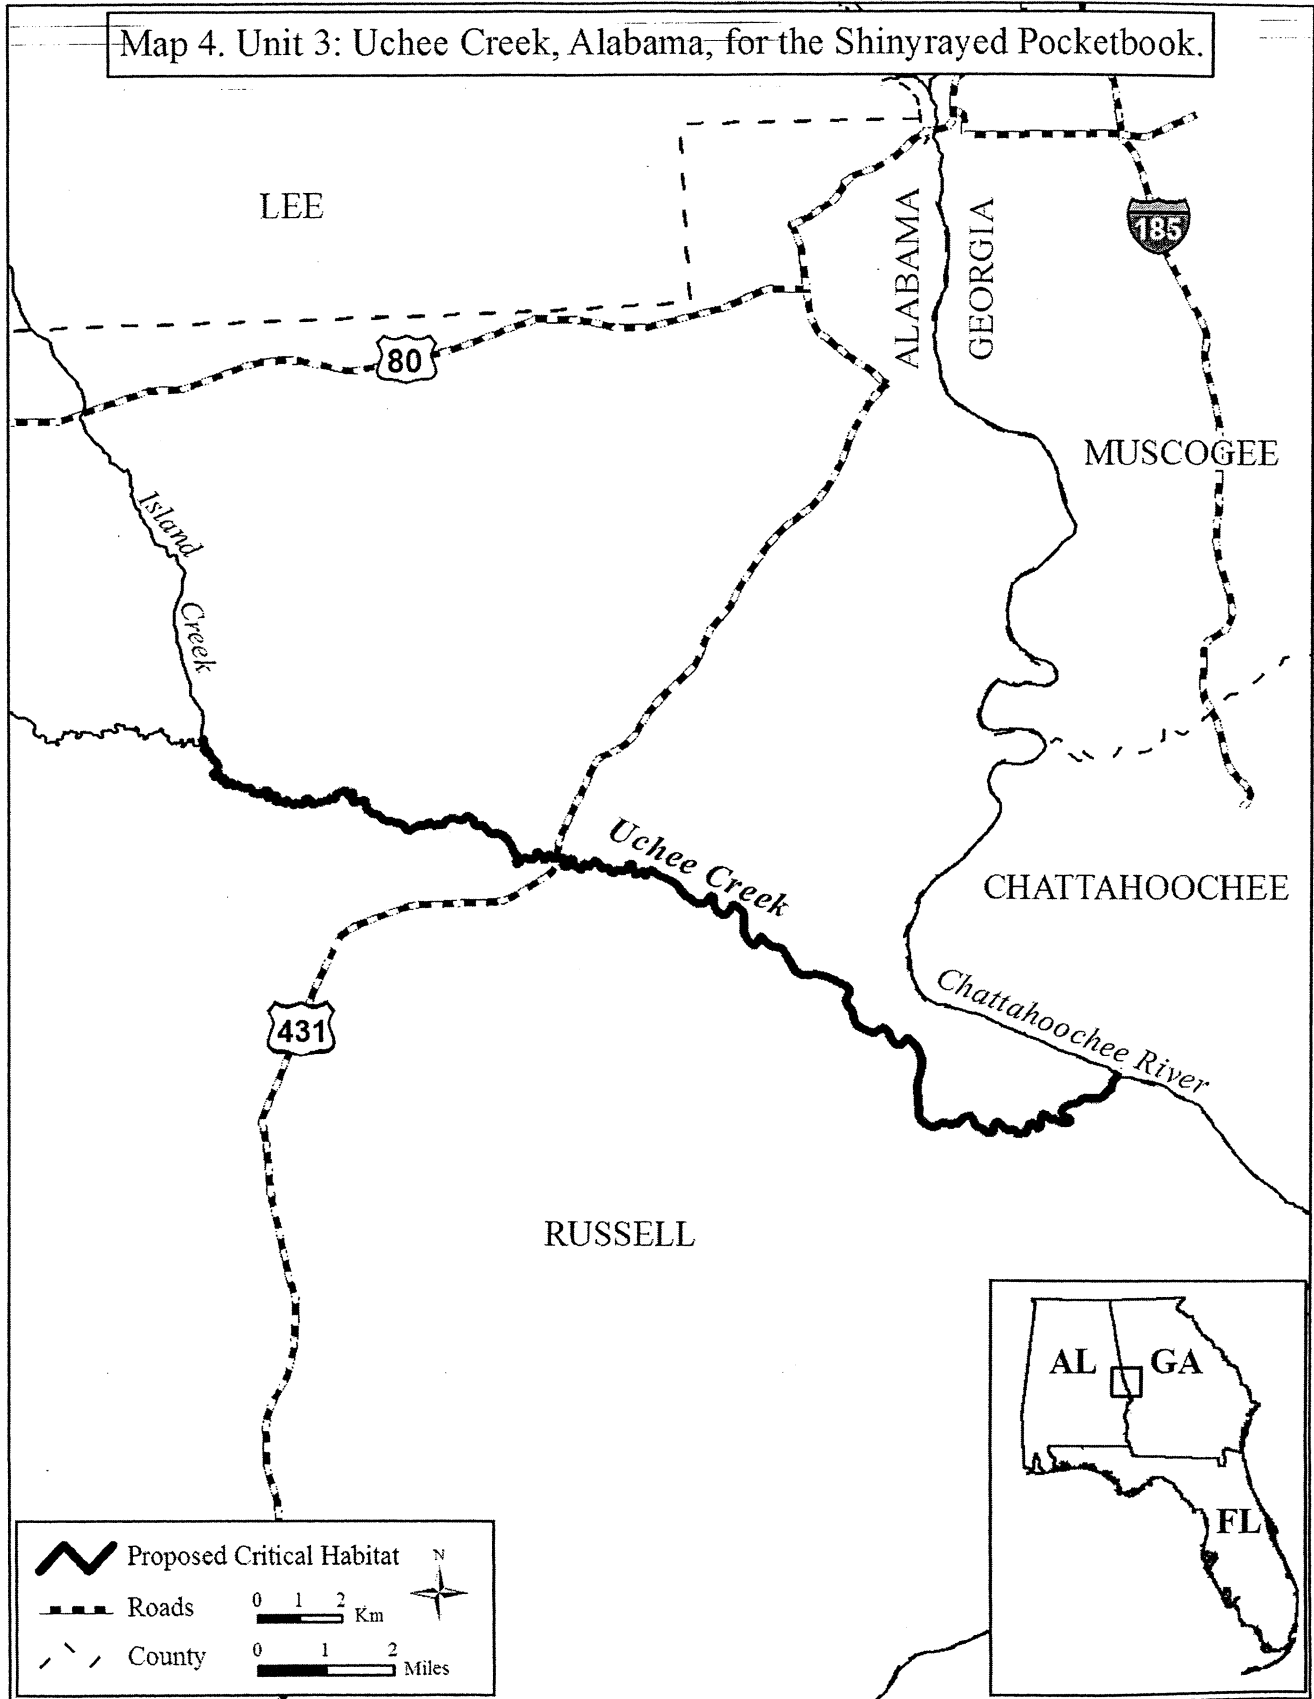 Map 4. Unit 3: Uchee Creek, Alabama, for the Shinyrayed Pocketbook.
LEE
ALABAMA
GEORGIA
185
80
MUSCOGEE
Island
Creek
Uchee Creek
CHATTAHOOCHEE
Chattahoochee River
431
RUSSELL
AL
GA
FL
Proposed Critical Habitat
N
Roads
0 1 2
Km
County
0 1 2
Miles